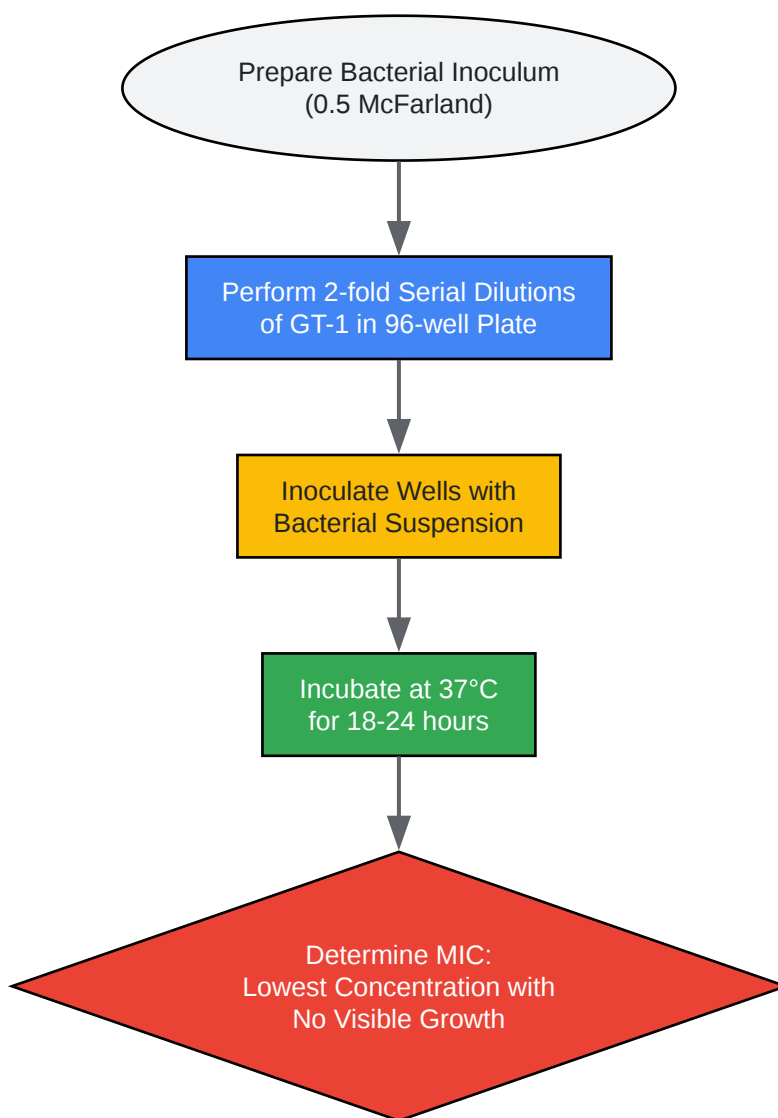 Prepare Bacterial Inoculum
(0.5 McFarland)
Perform 2-fold Serial Dilutions
of GT-1 in 96-well Plate
Inoculate Wells with
Bacterial Suspension
Incubate at 37°C
for 18-24 hours
Determine MIC:
Lowest Concentration with
No Visible Growth